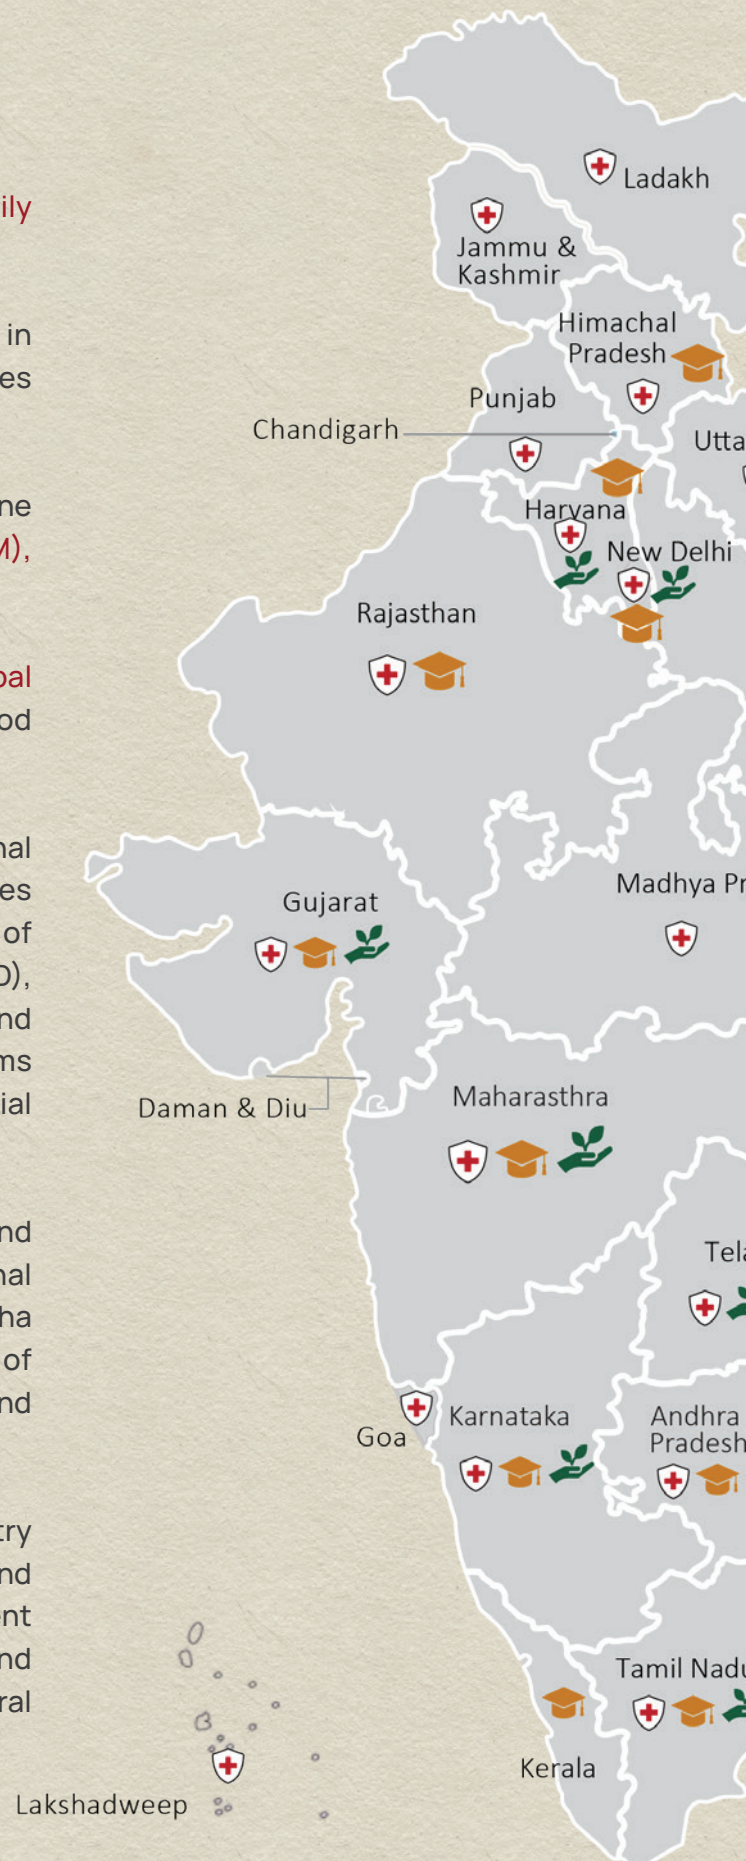 ily
in
es
ne
M),
bal
od
nal
es
of
D),
nd
ms
ial
nd
nal
ha
of
nd
try
nd
ent
nd
ral
Ladakh
Jammu &
Kashmir
Himachal
Pradesh
Punjab
Chandigarh
Utta
Haryana
New Delhi
Rajasthan
Madhya Pr
Gujarat
Maharasthra
Daman & Diu
Tela
Karnataka
Andhra
Pradesh
Goa
Tamil Nadu
Kerala
Lakshadweep